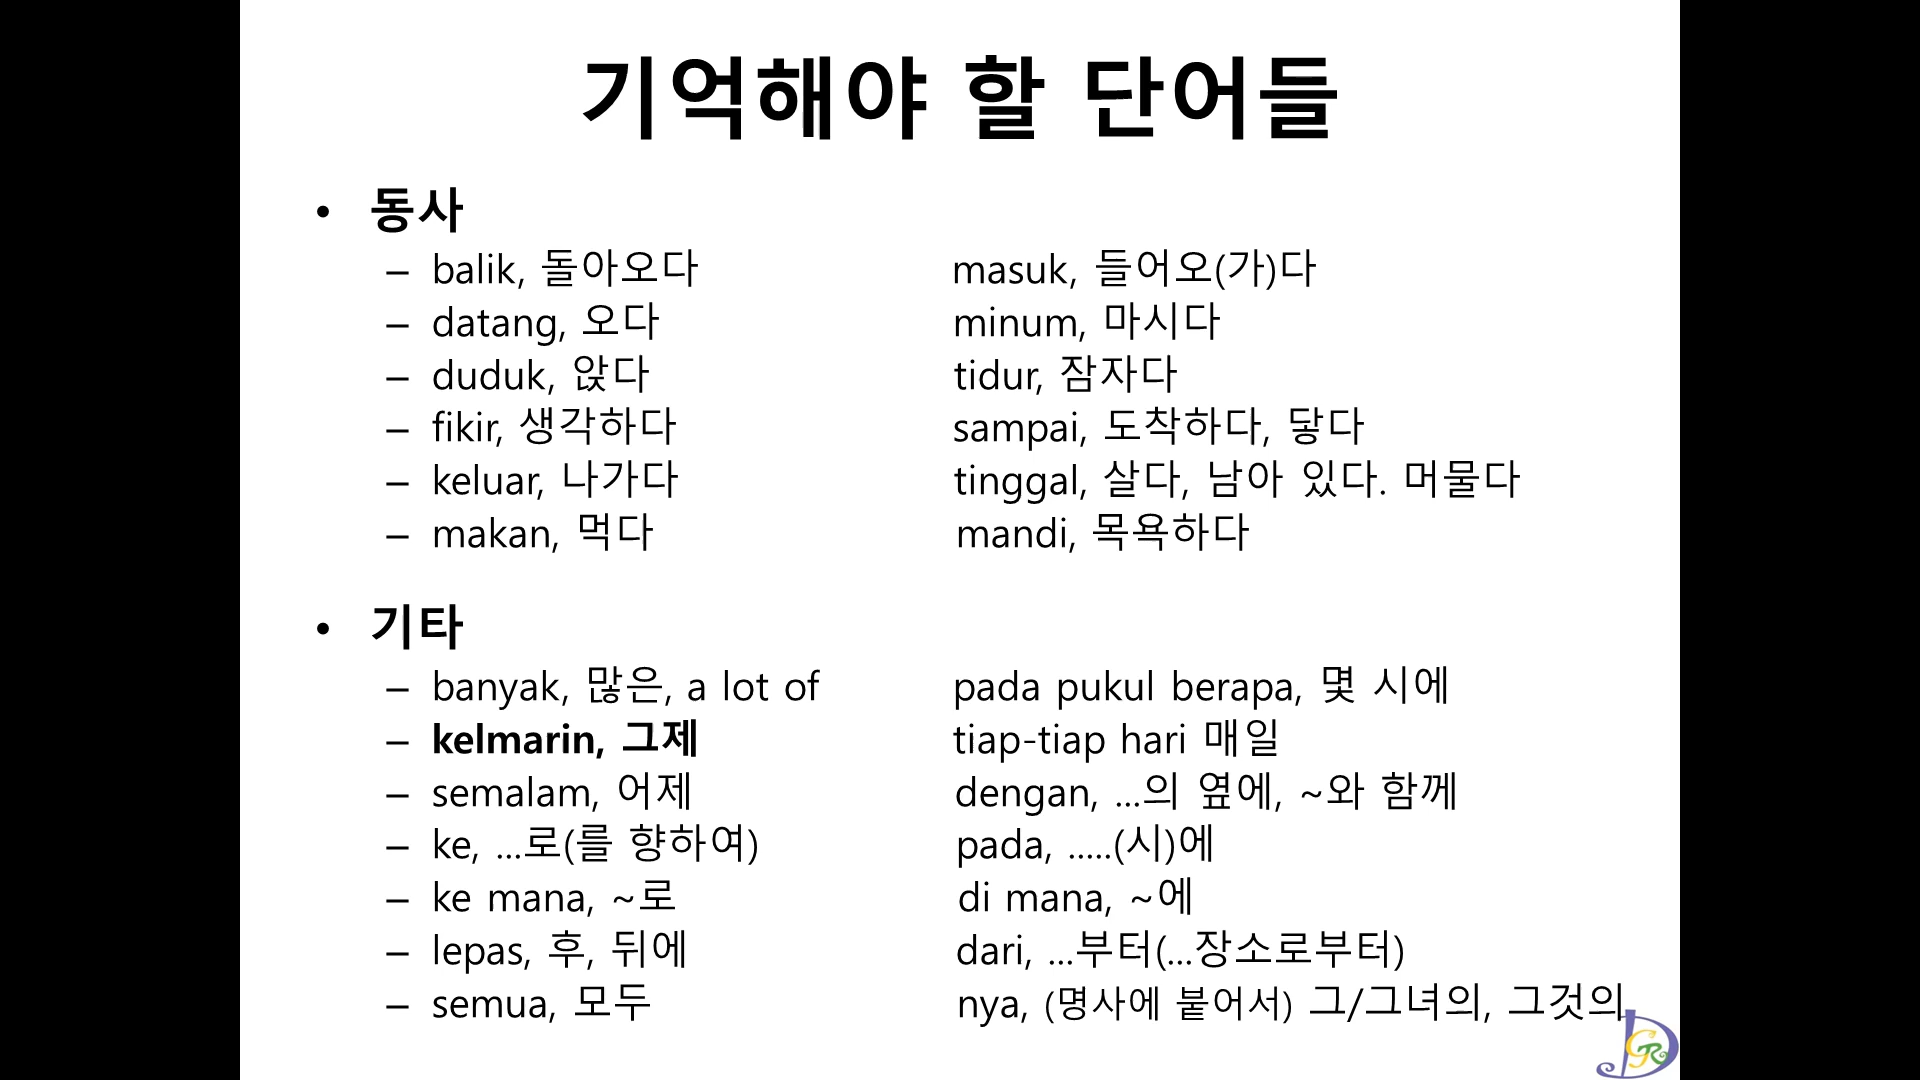 기억해야 할 단어들
• 동사
– balik, 돌아오다 masuk, 들어오(가)다
– datang, 오다 minum, 마시다
– duduk, 앉다 tidur, 잠자다
– fikir, 생각하다 sampai, 도착하다, 닿다
– keluar, 나가다 tinggal, 살다, 남아 있다. 머물다
– makan, 먹다 mandi, 목욕하다
• 기타
– banyak, 많은, a lot of pada pukul berapa, 몇 시에
– kelmarin, 그제 tiap-tiap hari 매일
– semalam, 어제 dengan, ...의 옆에, ~와 함께
– ke, ...로(를 향하여) pada, .....(시)에
– ke mana, ~로 di mana, ~에
– lepas, 후, 뒤에 dari, ...부터(...장소로부터)
– semua, 모두 nya, (명사에 붙어서) 그/그녀의, 그것의